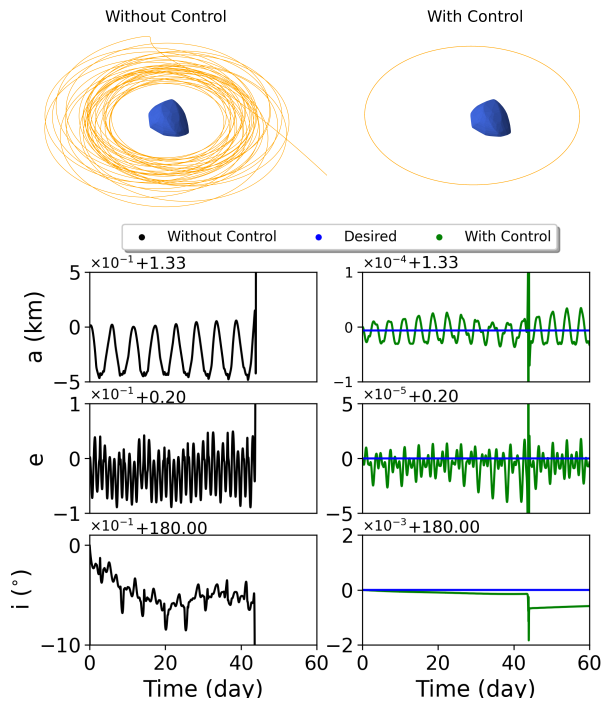 Without Control
With Control
Without Control Desired With Control
×10⁻¹+1.33
×10⁻⁴+1.33
a (km)
5
0
−5
1
0
−1
×10⁻¹+0.20
×10⁻⁵+0.20
e
1
0
−1
5
0
−5
×10⁻¹+180.00
×10⁻³+180.00
i (°)
0
−10
2
0
−2
0 20 40 60
0 20 40 60
Time (day)
Time (day)